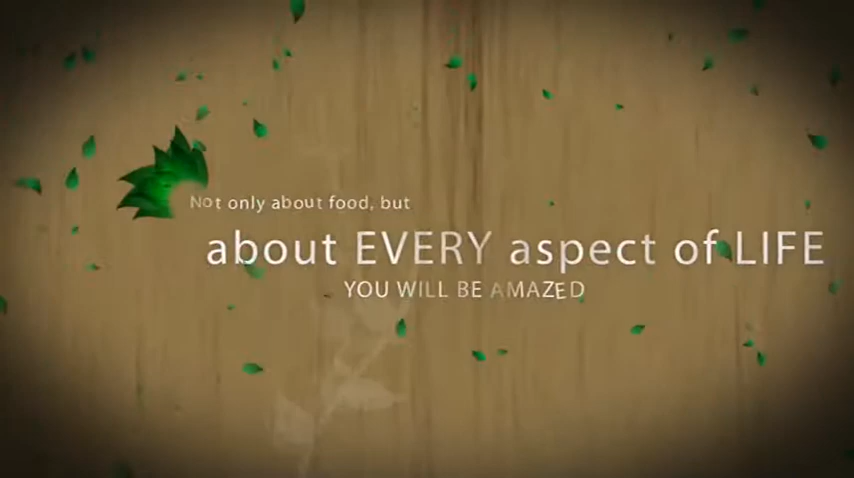 Not only about food, but
about EVERY aspect of LIFE
YOU WILL BE AMAZED